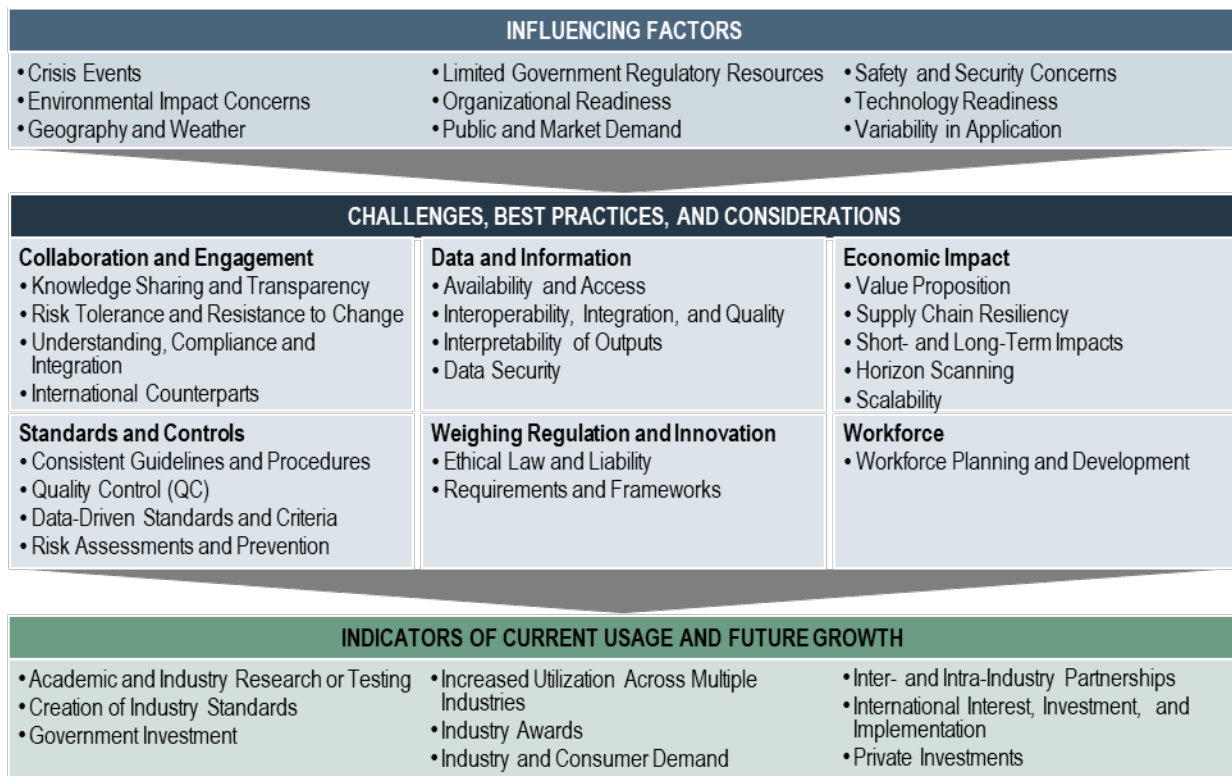 INFLUENCING FACTORS
• Crisis Events
• Environmental Impact Concerns
• Geography and Weather
• Limited Government Regulatory Resources
• Organizational Readiness
• Public and Market Demand
• Safety and Security Concerns
• Technology Readiness
• Variability in Application
CHALLENGES, BEST PRACTICES, AND CONSIDERATIONS
Collaboration and Engagement
• Knowledge Sharing and Transparency
• Risk Tolerance and Resistance to Change
• Understanding, Compliance and
Integration
• International Counterparts
Data and Information
• Availability and Access
• Interoperability, Integration, and Quality
• Interpretability of Outputs
• Data Security
Economic Impact
• Value Proposition
• Supply Chain Resiliency
• Short- and Long-Term Impacts
• Horizon Scanning
• Scalability
Standards and Controls
• Consistent Guidelines and Procedures
• Quality Control (QC)
• Data-Driven Standards and Criteria
• Risk Assessments and Prevention
Weighing Regulation and Innovation
• Ethical Law and Liability
• Requirements and Frameworks
Workforce
• Workforce Planning and Development
INDICATORS OF CURRENT USAGE AND FUTURE GROWTH
• Academic and Industry Research or Testing
• Creation of Industry Standards
• Government Investment
• Increased Utilization Across Multiple
Industries
• Industry Awards
• Industry and Consumer Demand
• Inter- and Intra-Industry Partnerships
• International Interest, Investment, and
Implementation
• Private Investments